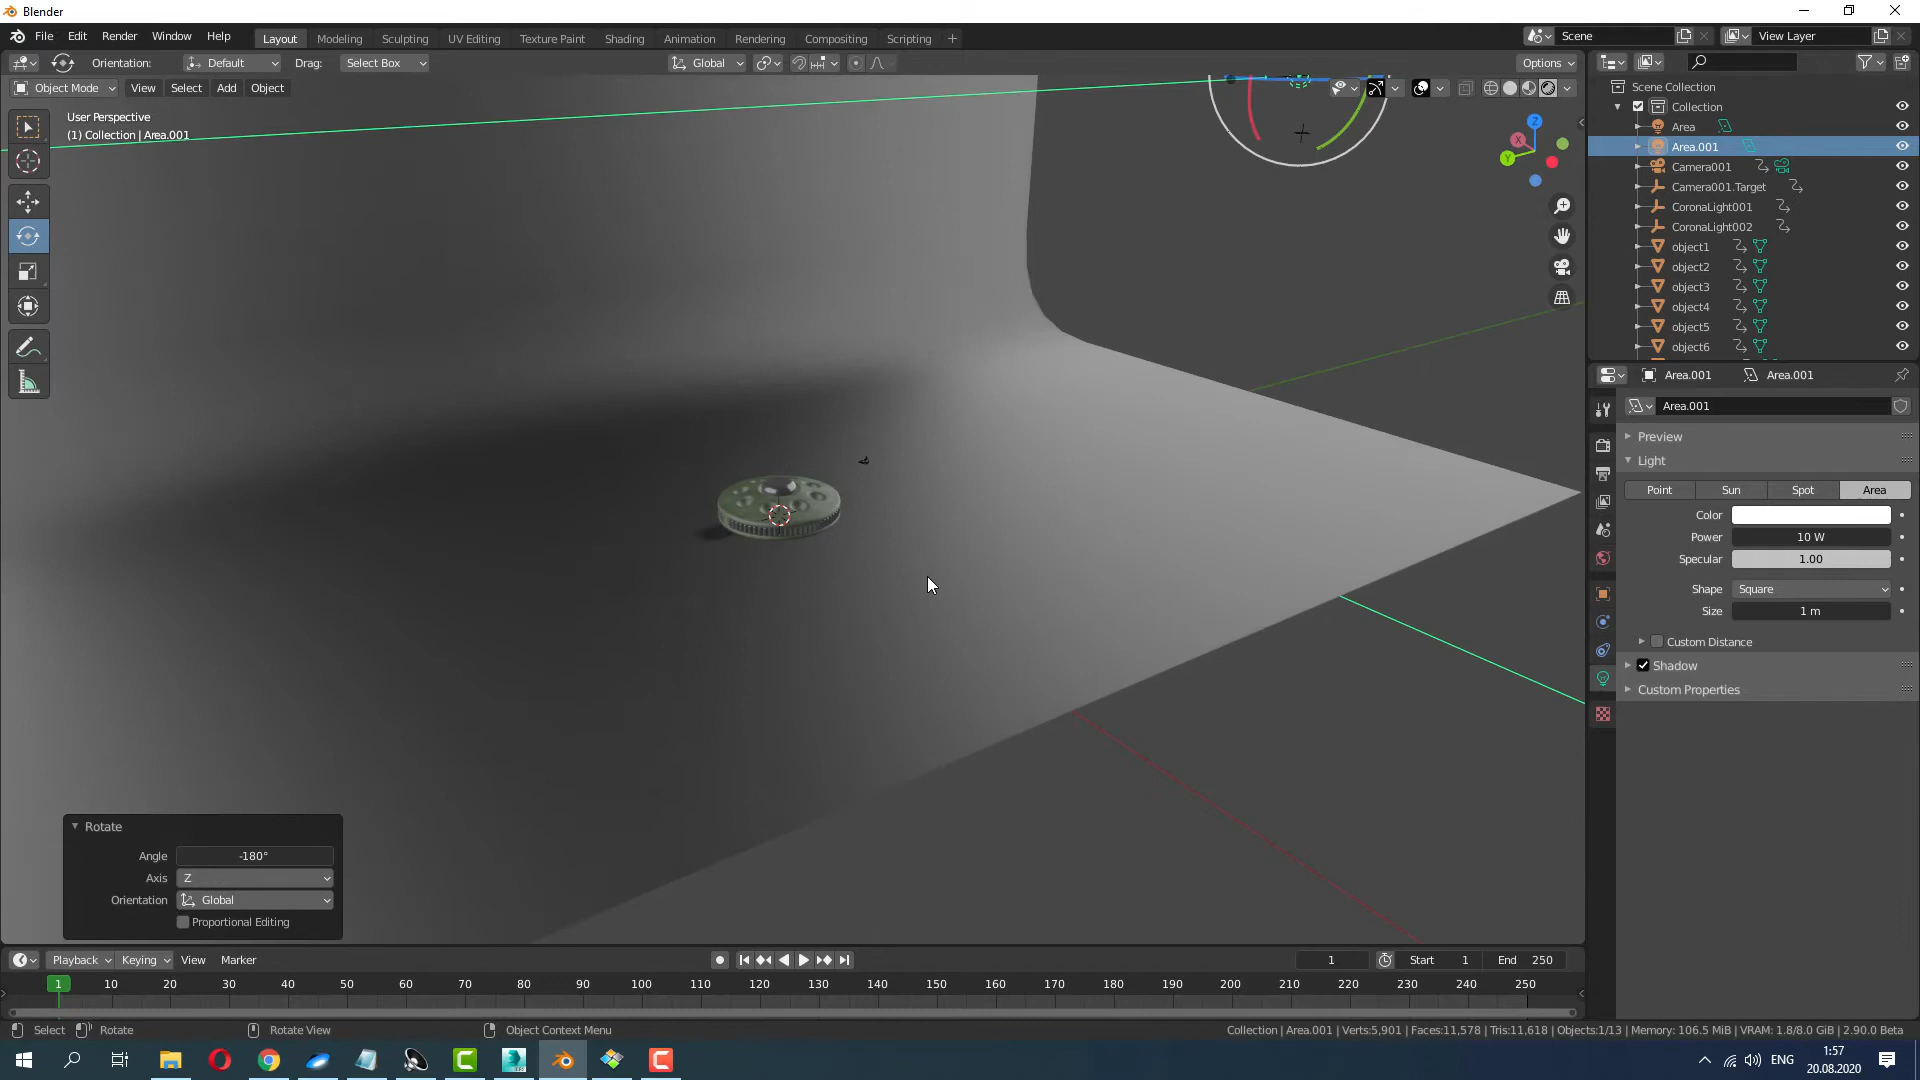 Blender
File Edit Render Window Help
Layout Modeling Sculpting UV Editing Texture Paint Shading Animation Rendering Compositing Scripting
Scene View Layer
Orientation: Default Drag: Select Box Global Options
Object Mode View Select Add Object
User Perspective
(1) Collection | Area.001
Z
X
Y
Scene Collection
Collection
Area
Area.001
Camera001
Camera001.Target
CoronaLight001
CoronaLight002
object1
object2
object3
object4
object5
object6
Area.001 Area.001
Area.001
Preview
Light
Point Sun Spot Area
Color
Power 10 W
Specular 1.00
Shape Square
Size 1 m
Custom Distance
Shadow
Custom Properties
Rotate
Angle -180°
Axis Z
Orientation Global
Proportional Editing
Playback Keying View Marker 1 Start 1 End 250
1 10 20 30 40 50 60 70 80 90 100 110 120 130 140 150 160 170 180 190 200 210 220 230 240 250
Select Rotate Rotate View Object Context Menu Collection | Area.001 | Verts:5,901 | Faces:11,578 | Tris:11,618 | Objects:1/13 | Memory: 106.5 MiB | VRAM: 1.8/8.0 GiB | 2.90.0 Beta
ENG
1:57
20.08.2020